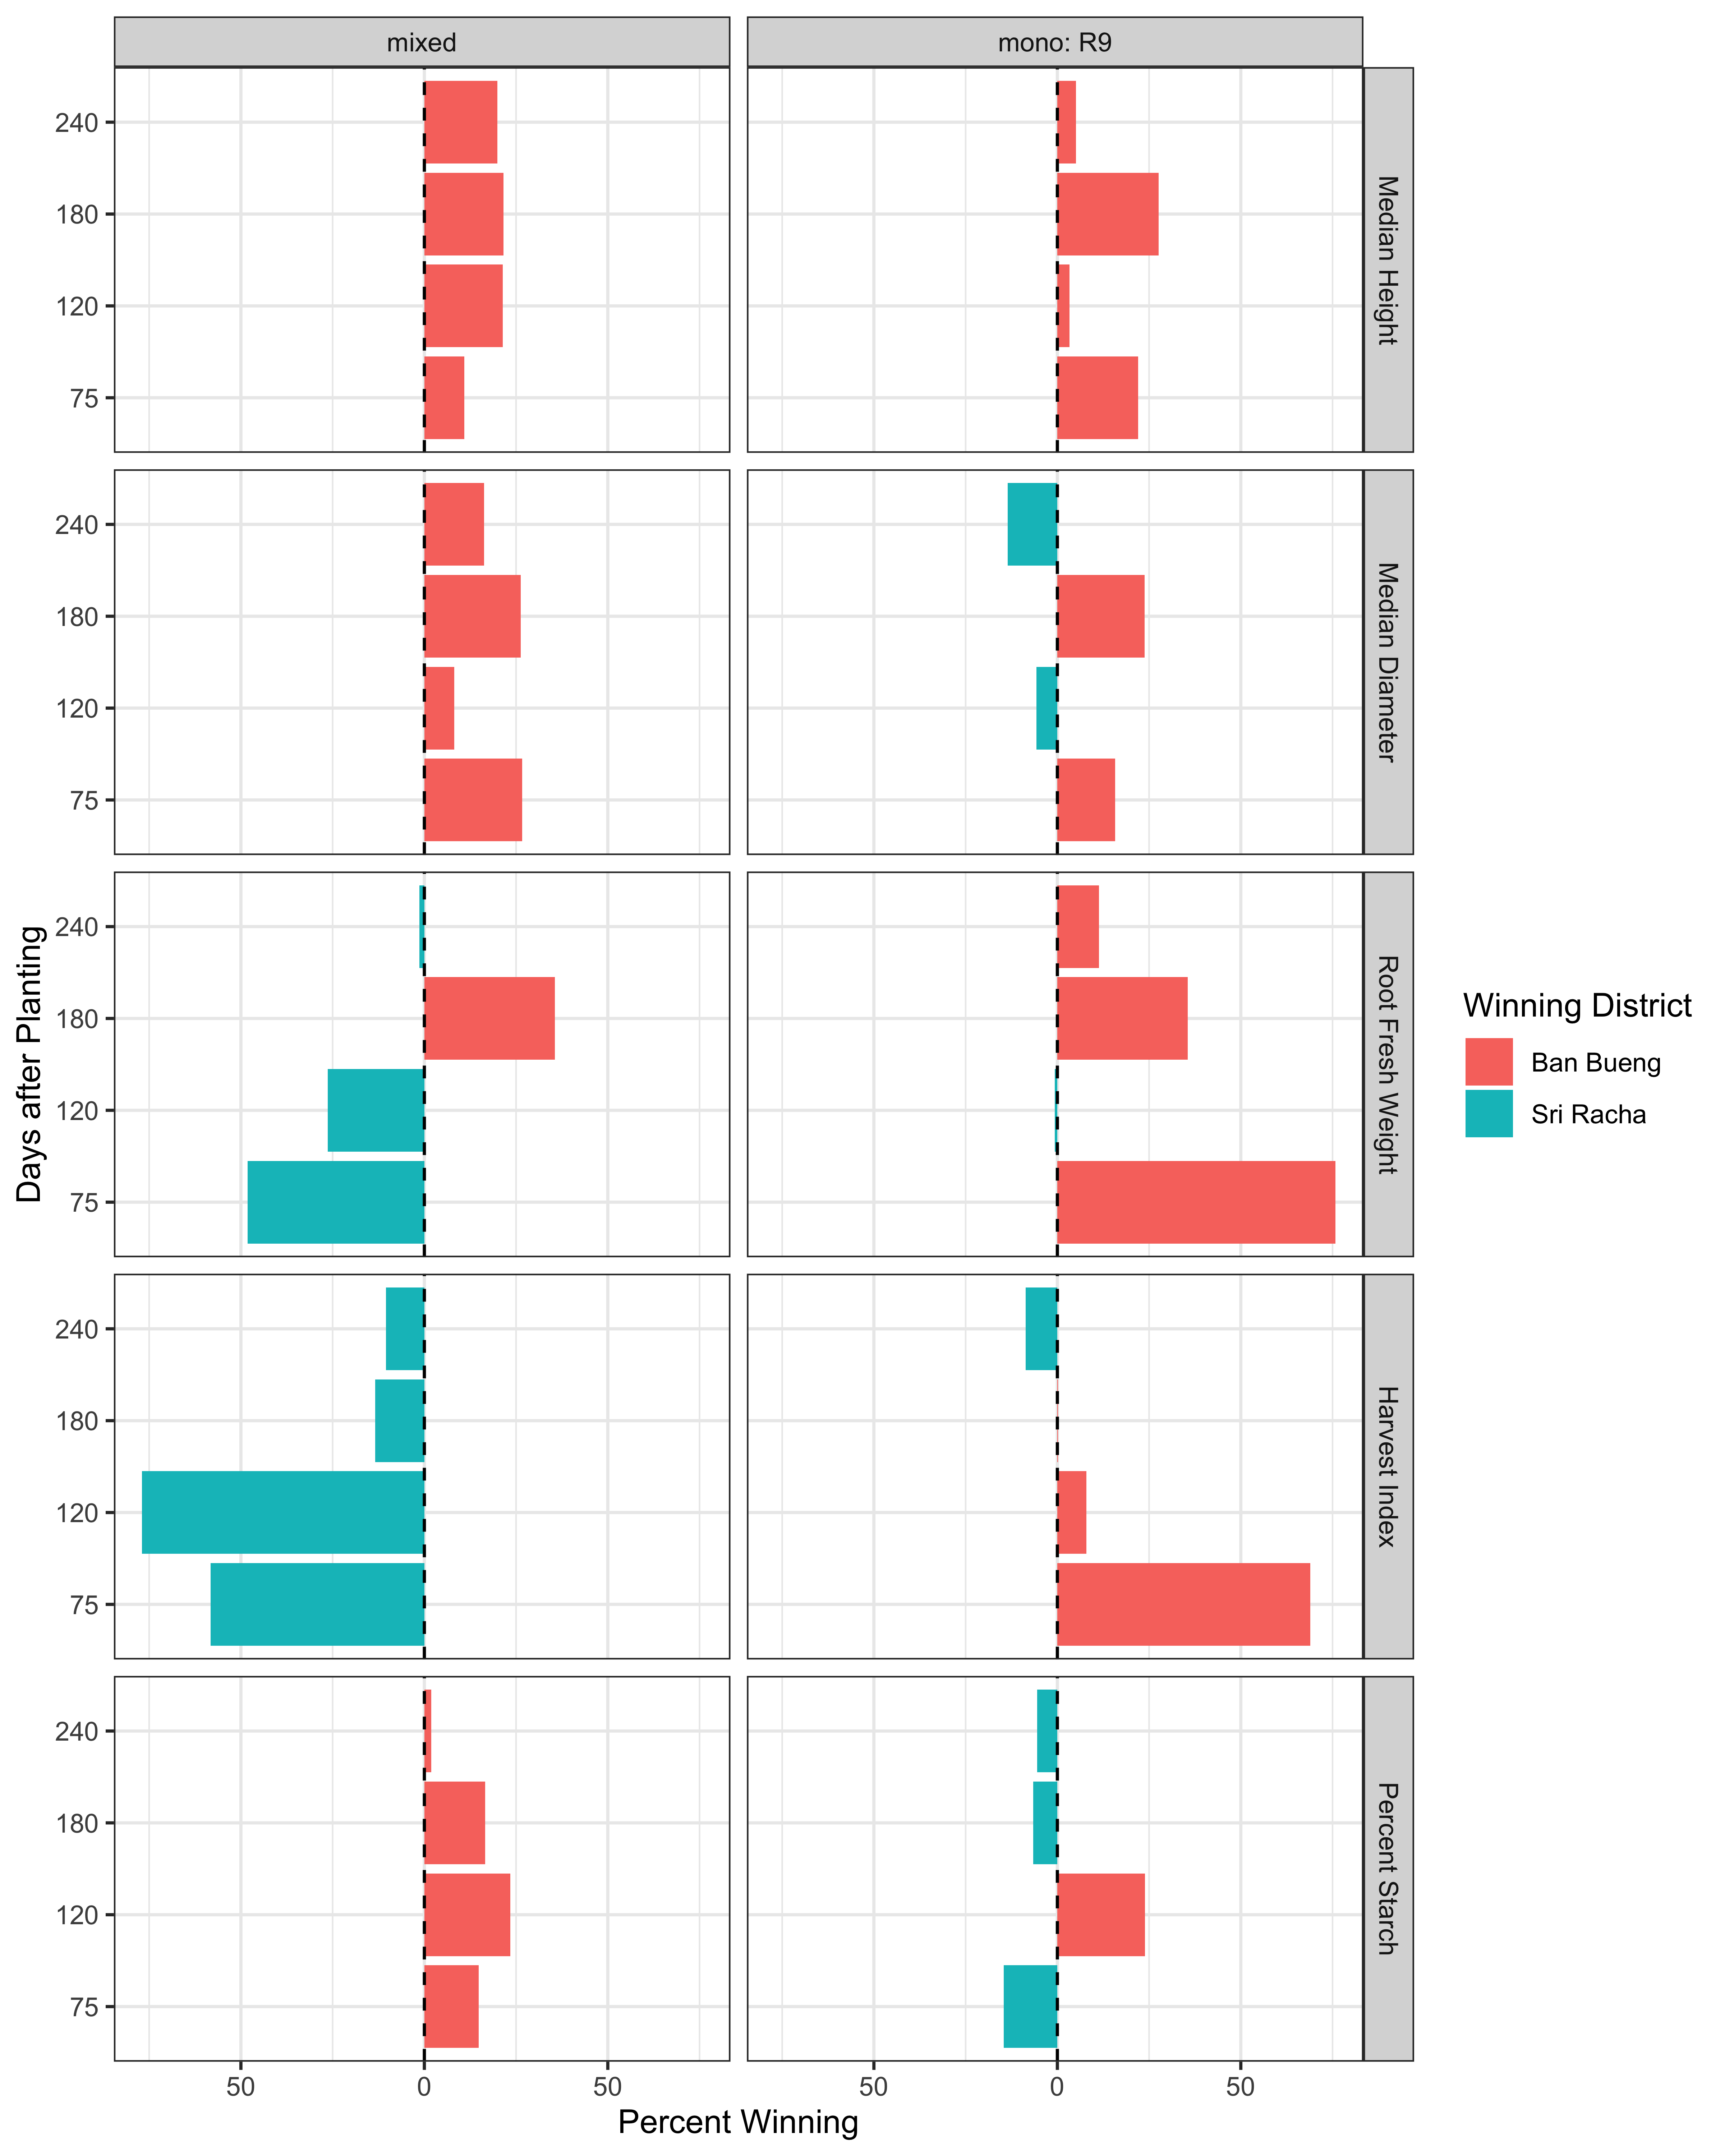 mixed
mono: R9
240
180
120
75
Median Height
240
180
120
75
Median Diameter
Days after Planting
240
180
120
75
Root Fresh Weight
240
180
120
75
Harvest Index
240
180
120
75
Percent Starch
50 0 50
50 0 50
Percent Winning
Winning District
Ban Bueng
Sri Racha